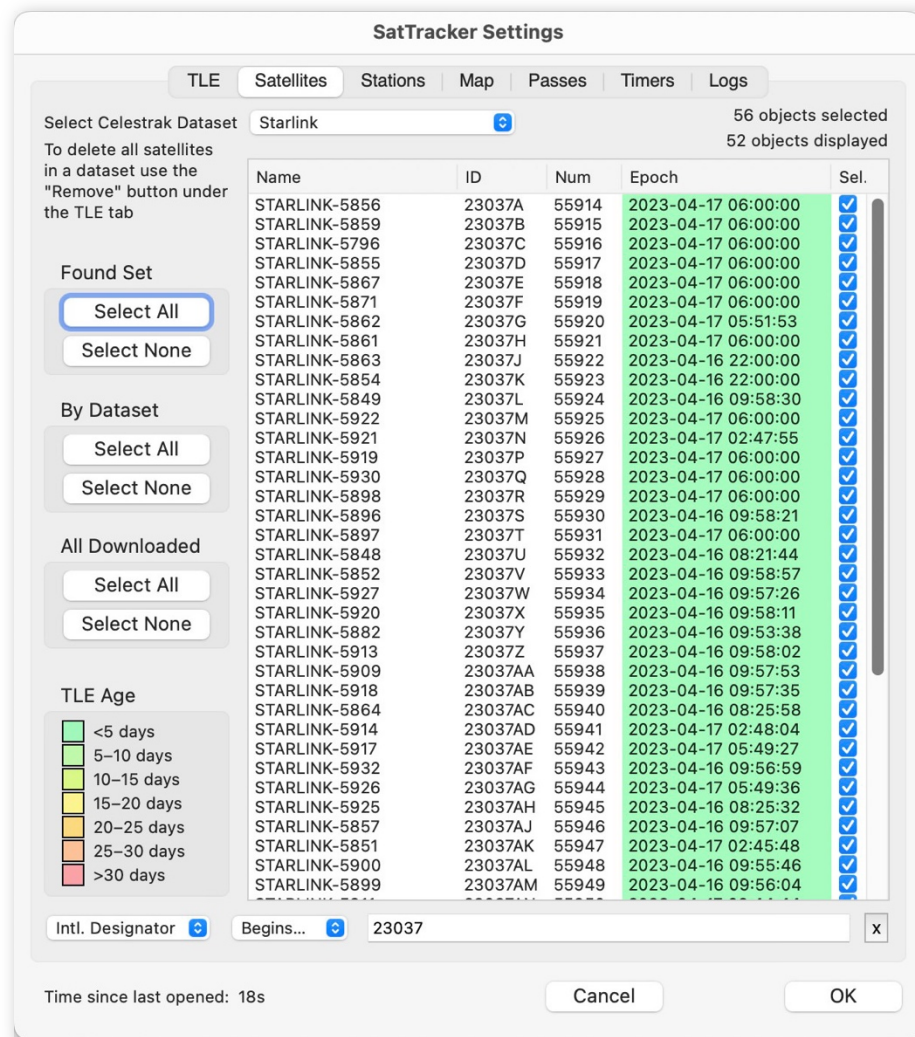 SatTracker Settings
TLE Satellites Stations Map Passes Timers Logs
Select Celestrak Dataset Starlink
56 objects selected
52 objects displayed
To delete all satellites
in a dataset use the
"Remove" button under
the TLE tab
Found Set
Select All
Select None
By Dataset
Select All
Select None
All Downloaded
Select All
Select None
TLE Age
<5 days
5–10 days
10–15 days
15–20 days
20–25 days
25–30 days
>30 days
Name ID Num Epoch Sel.
STARLINK-5856 23037A 55914 2023-04-17 06:00:00
STARLINK-5859 23037B 55915 2023-04-17 06:00:00
STARLINK-5796 23037C 55916 2023-04-17 06:00:00
STARLINK-5855 23037D 55917 2023-04-17 06:00:00
STARLINK-5867 23037E 55918 2023-04-17 06:00:00
STARLINK-5871 23037F 55919 2023-04-17 06:00:00
STARLINK-5862 23037G 55920 2023-04-17 05:51:53
STARLINK-5861 23037H 55921 2023-04-17 06:00:00
STARLINK-5863 23037J 55922 2023-04-16 22:00:00
STARLINK-5854 23037K 55923 2023-04-16 22:00:00
STARLINK-5849 23037L 55924 2023-04-16 09:58:30
STARLINK-5922 23037M 55925 2023-04-17 06:00:00
STARLINK-5921 23037N 55926 2023-04-17 02:47:55
STARLINK-5919 23037P 55927 2023-04-17 06:00:00
STARLINK-5930 23037Q 55928 2023-04-17 06:00:00
STARLINK-5898 23037R 55929 2023-04-17 06:00:00
STARLINK-5896 23037S 55930 2023-04-16 09:58:21
STARLINK-5897 23037T 55931 2023-04-17 06:00:00
STARLINK-5848 23037U 55932 2023-04-16 08:21:44
STARLINK-5852 23037V 55933 2023-04-16 09:58:57
STARLINK-5927 23037W 55934 2023-04-16 09:57:26
STARLINK-5920 23037X 55935 2023-04-16 09:58:11
STARLINK-5882 23037Y 55936 2023-04-16 09:53:38
STARLINK-5913 23037Z 55937 2023-04-16 09:58:02
STARLINK-5909 23037AA 55938 2023-04-16 09:57:53
STARLINK-5918 23037AB 55939 2023-04-16 09:57:35
STARLINK-5864 23037AC 55940 2023-04-16 08:25:58
STARLINK-5914 23037AD 55941 2023-04-17 02:48:04
STARLINK-5917 23037AE 55942 2023-04-17 05:49:27
STARLINK-5932 23037AF 55943 2023-04-16 09:56:59
STARLINK-5926 23037AG 55944 2023-04-17 05:49:36
STARLINK-5925 23037AH 55945 2023-04-16 08:25:32
STARLINK-5857 23037AJ 55946 2023-04-16 09:57:07
STARLINK-5851 23037AK 55947 2023-04-17 02:45:48
STARLINK-5900 23037AL 55948 2023-04-16 09:55:46
STARLINK-5899 23037AM 55949 2023-04-16 09:56:04
Intl. Designator Begins... 23037 x
Time since last opened: 18s Cancel OK